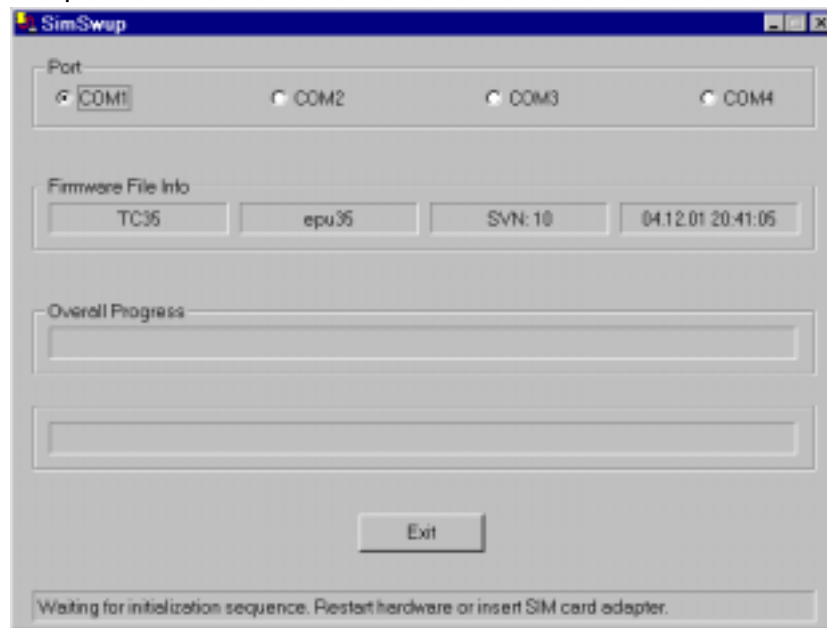 SimSwup
Port
COM1 COM2 COM3 COM4
Firmware File Info
TC35 epu35 SVN: 10 04.12.01 20:41:05
Overall Progress
Exit
Waiting for initialization sequence. Restart hardware or insert SIM card adapter.